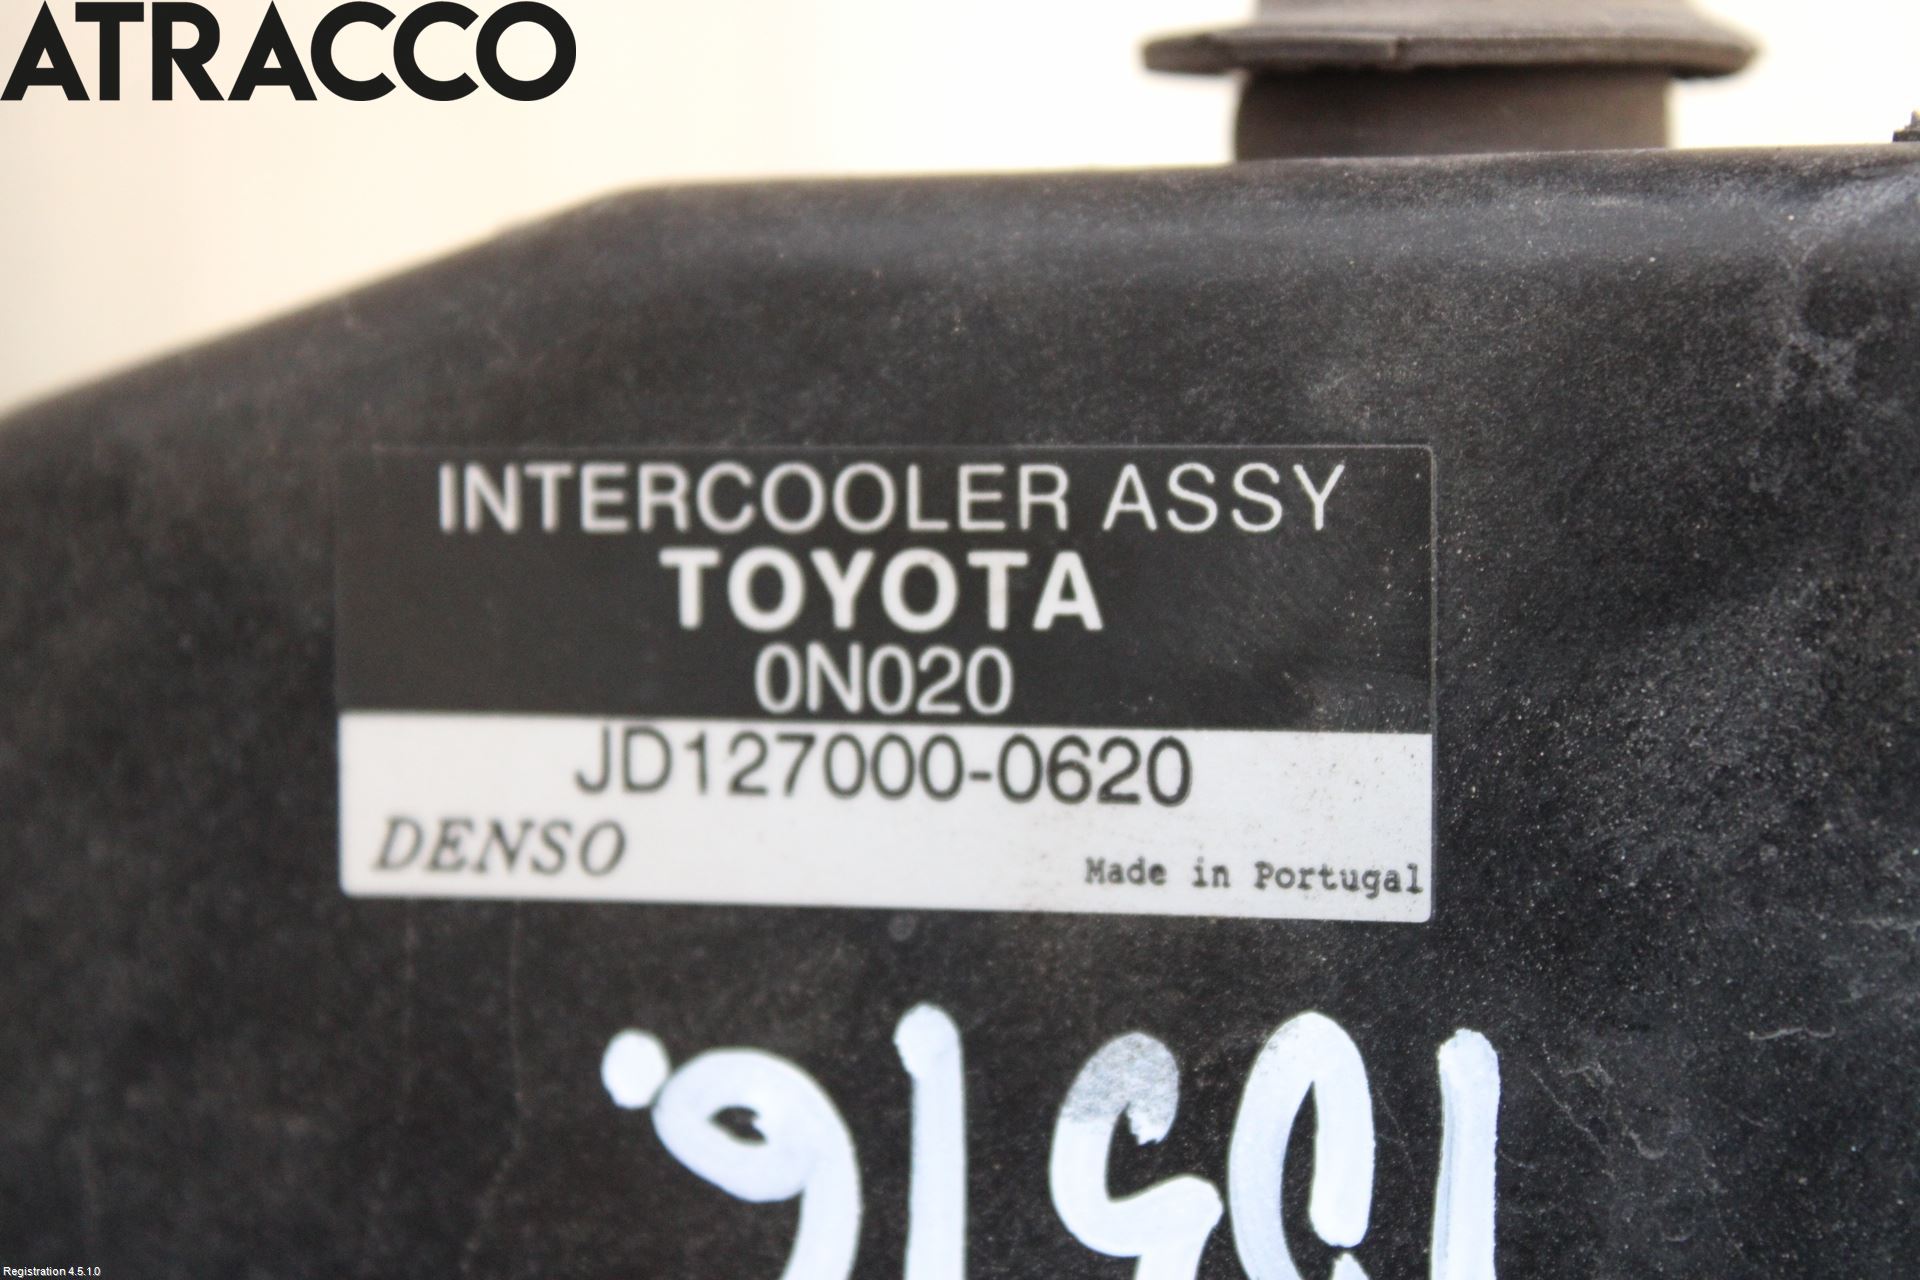 ATRACCO
INTERCOOLER ASSY
TOYOTA
0N020
JD127000-0620
DENSO
Made in Portugal
Registration 4.5.1.0